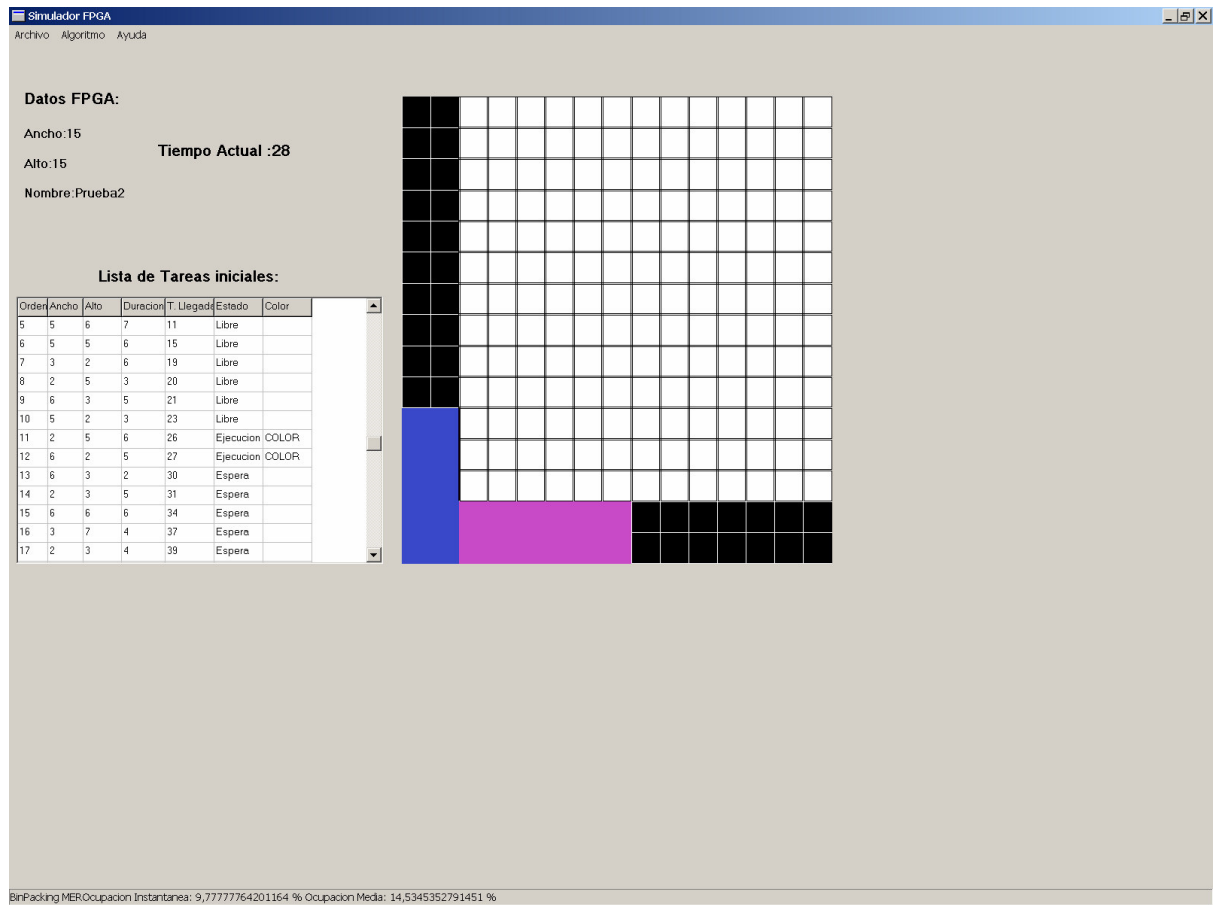 Simulador FPGA
Archivo Algoritmo Ayuda
Datos FPGA:
Ancho:15
Tiempo Actual :28
Alto:15
Nombre:Prueba2
Lista de Tareas iniciales:
Orden Ancho Alto Duracion T. Llegada Estado Color
5 5 6 7 11 Libre
6 5 5 6 15 Libre
7 3 2 6 19 Libre
8 2 5 3 20 Libre
9 6 3 5 21 Libre
10 5 2 3 23 Libre
11 2 5 6 26 Ejecucion COLOR
12 6 2 5 27 Ejecucion COLOR
13 6 3 2 30 Espera
14 2 3 5 31 Espera
15 6 6 6 34 Espera
16 3 7 4 37 Espera
17 2 3 4 39 Espera
BinPacking MEROcupacion Instantanea: 9,77777764201164 % Ocupacion Media: 14,5345352791451 %